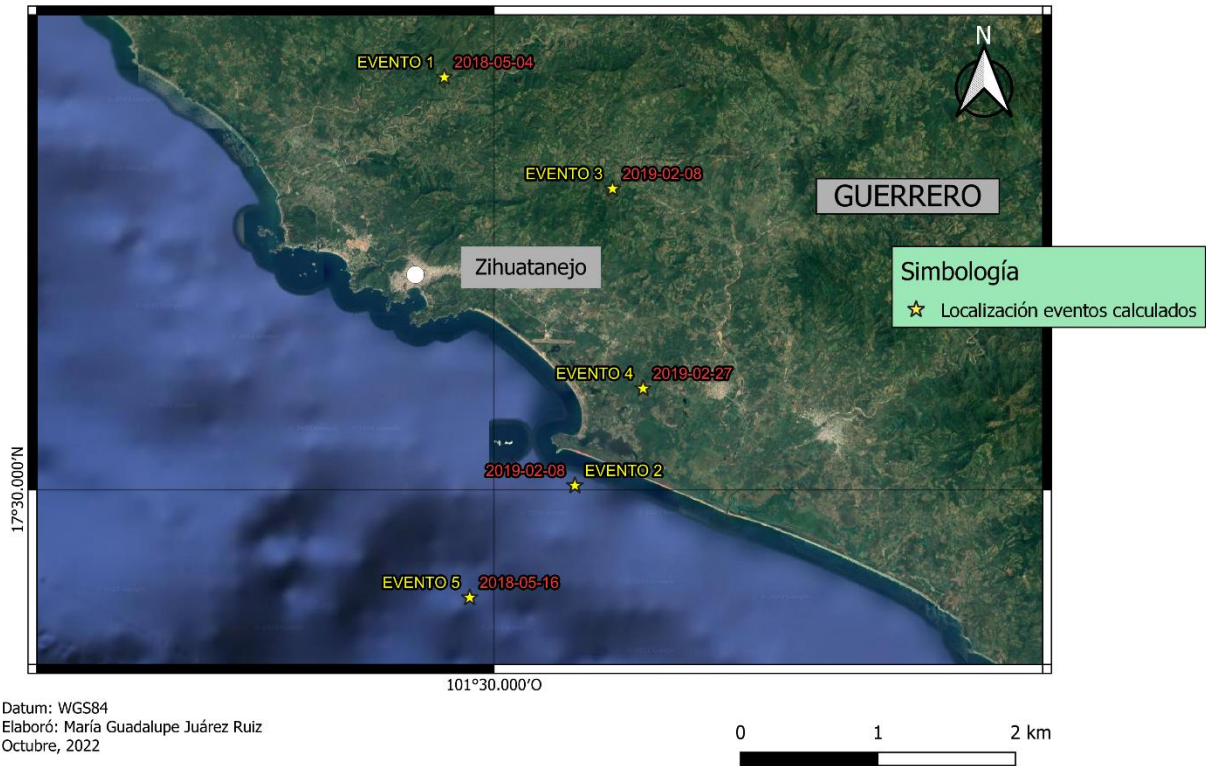 N
EVENTO 1 2018-05-04
EVENTO 3 2019-02-08
GUERRERO
Zihuatanejo
Simbología
Localización eventos calculados
EVENTO 4 2019-02-27
2019-02-08 EVENTO 2
17°30.000'N
EVENTO 5 2018-05-16
101°30.000'O
Datum: WGS84
Elaboró: María Guadalupe Juárez Ruiz
Octubre, 2022
0 1 2 km